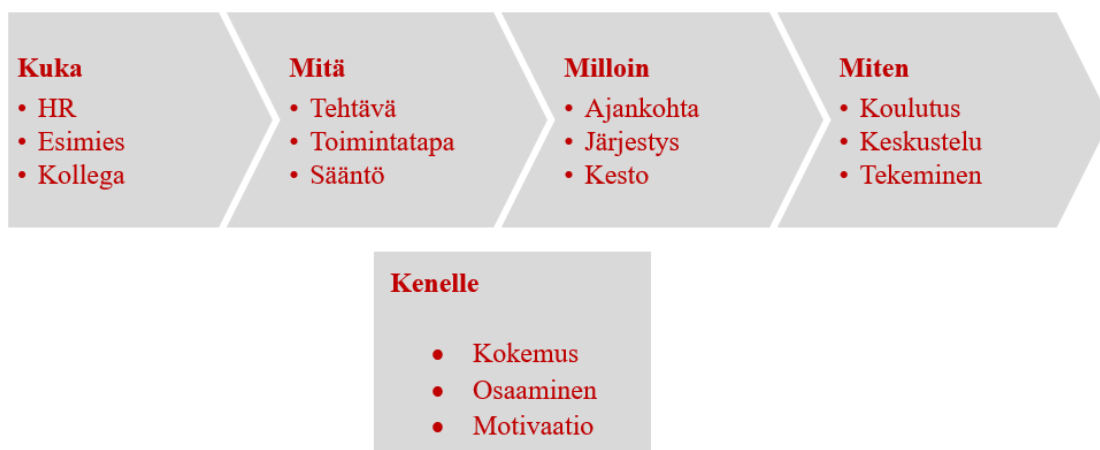 Kuka
• HR
• Esimies
• Kollega
Mitä
• Tehtävä
• Toimintatapa
• Sääntö
Milloin
• Ajankohta
• Järjestys
• Kesto
Miten
• Koulutus
• Keskustelu
• Tekeminen
Kenelle
• Kokemus
• Osaaminen
• Motivaatio